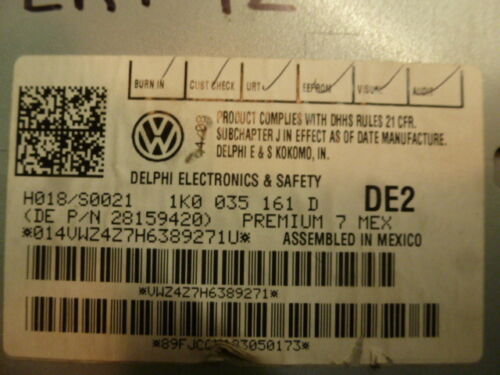 BURN IN CUST CHECK URT EEPROM VISUAL AUDIO
PRODUCT COMPLIES WITH DHHS RULES 21 CFR.
SUBCHAPTER J IN EFFECT AS OF DATE MANUFACTURE.
DELPHI E & S KOKOMO, IN.
DELPHI ELECTRONICS & SAFETY
H018/S0021 1K0 035 161 D DE2
(DE P/N 28159420) PREMIUM 7 MEX
*014VWZ4Z7H6389271U* ASSEMBLED IN MEXICO
*VWZ4Z7H6389271*